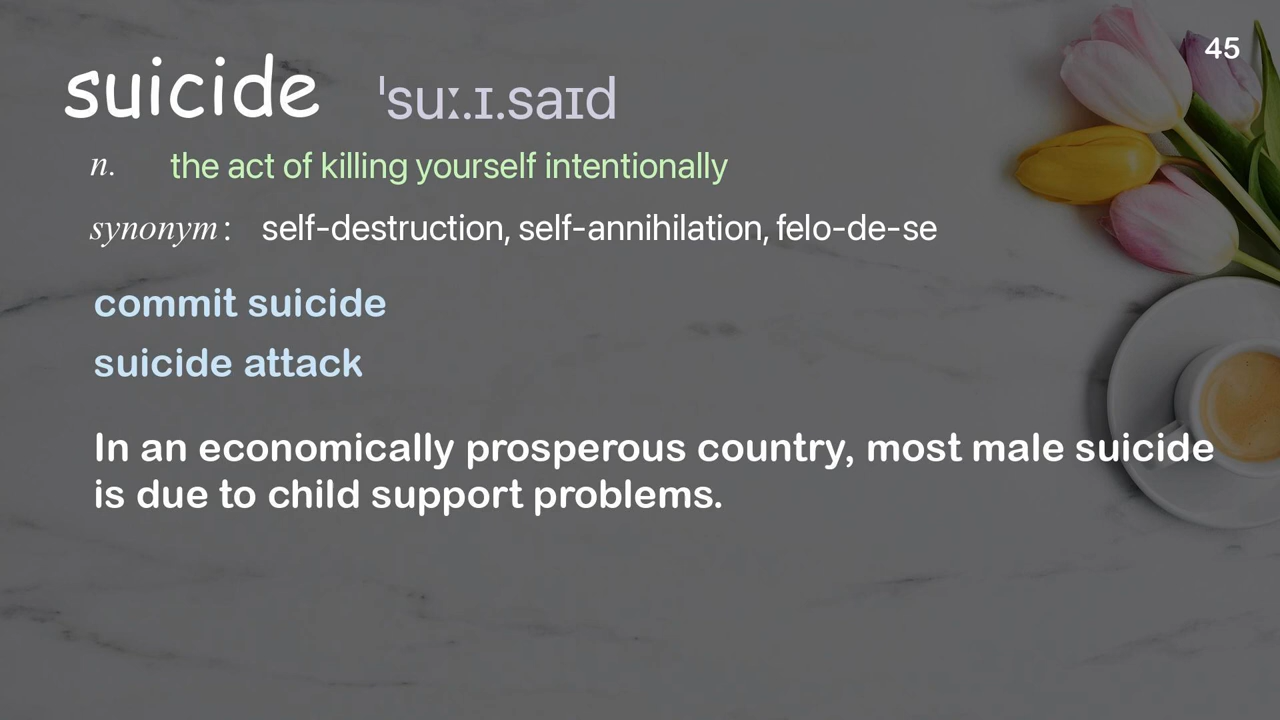 45
suicide ˈsuː.ɪ.saɪd
n. the act of killing yourself intentionally
synonym: self-destruction, self-annihilation, felo-de-se
commit suicide
suicide attack
In an economically prosperous country, most male suicide
is due to child support problems.